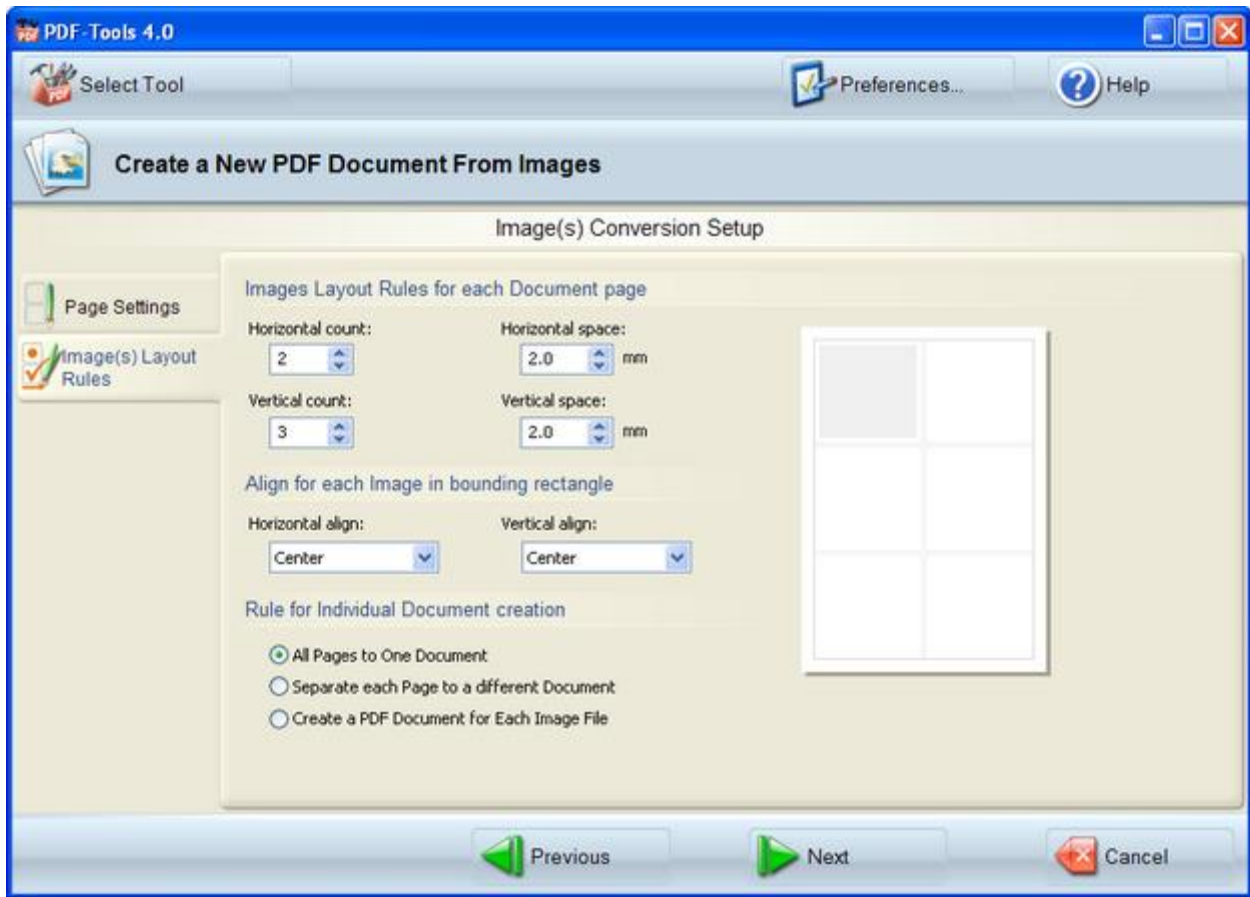 PDF-Tools 4.0
Select Tool
Preferences...
Help
Create a New PDF Document From Images
Image(s) Conversion Setup
Page Settings
Image(s) Layout
Rules
Images Layout Rules for each Document page
Horizontal count:
Horizontal space:
2
2.0 mm
Vertical count:
Vertical space:
3
2.0 mm
Align for each Image in bounding rectangle
Horizontal align:
Vertical align:
Center
Center
Rule for Individual Document creation
All Pages to One Document
Separate each Page to a different Document
Create a PDF Document for Each Image File
Previous
Next
Cancel